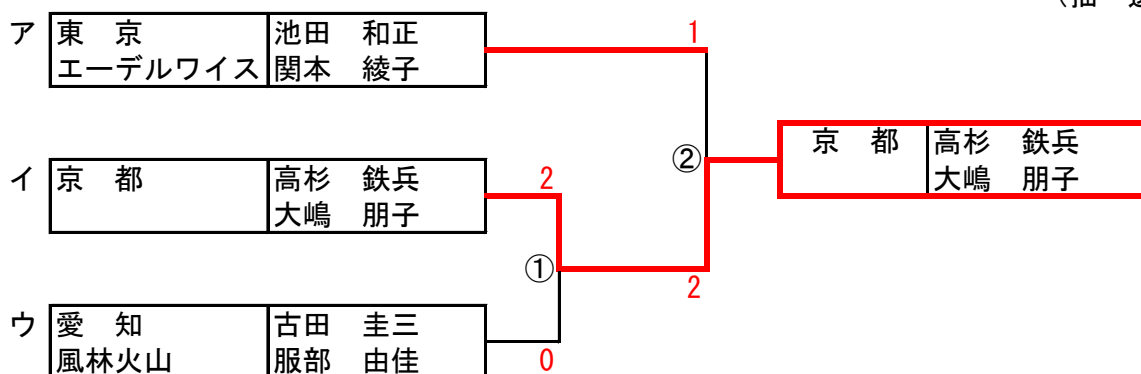 （抽
ア 東　京 池田　和正 1
エーデルワイス 関本　綾子
② 京　都 高杉　鉄兵
大嶋　朋子
イ 京　都 高杉　鉄兵 2
大嶋　朋子
① 2
ウ 愛　知 古田　圭三
風林火山 服部　由佳 0